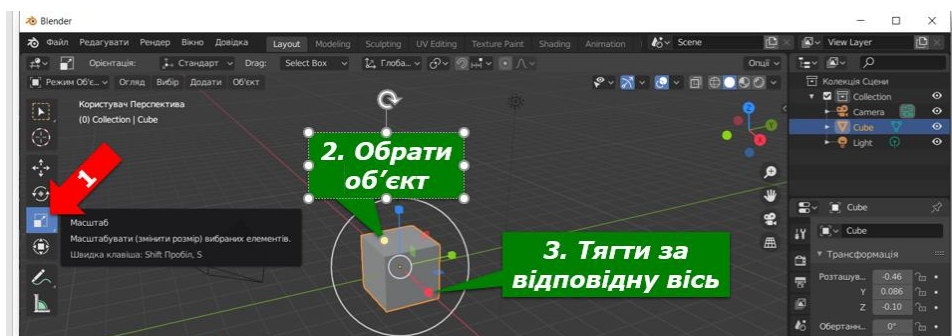 Blender
Файл Редагувати Рендер Вікно Довідка Layout Modeling Sculpting UV Editing Texture Paint Shading Animation Scene View Layer
Орієнтація: Стандарт Drag: Select Box Глоба... Опції
Режим Об'є... Огляд Вибір Додати Об'єкт
Колекція Сцени
Користувач Перспектива
(0) Collection | Cube
Collection
Camera
Cube
Light
1
2. Обрати
об’єкт
Масштаб
Масштабувати (змінити розмір) вибраних елементів.
Швидка клавіша: Shift Пробіл, S
3. Тягти за
відповідну вісь
X
Cube
Cube
Трансформація
Розташув... -0.46
Y 0.086
Z -0.10
Обертанн... 0°